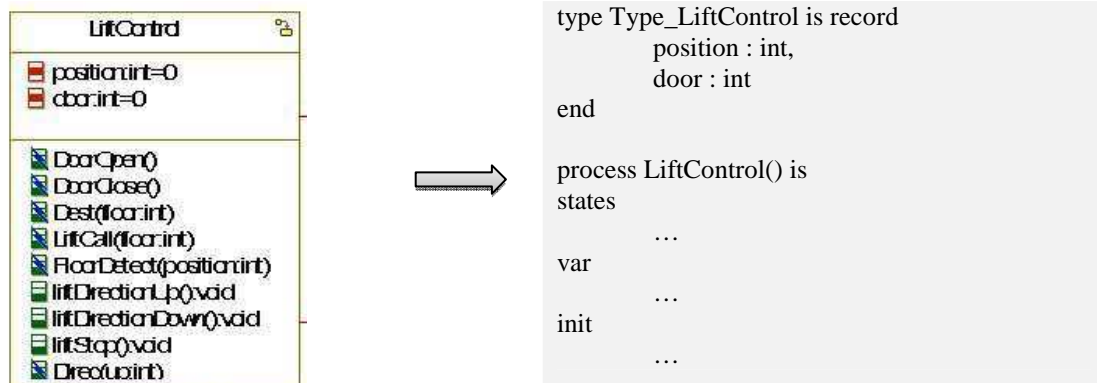 LiftControl
position:int=0
door:int=0
DoorOpen()
DoorClose()
Dest(floor:int)
LiftCall(floor:int)
FloorDetect(position:int)
liftDirectionUp():void
liftDirectionDown():void
liftStop():void
Direc(up:int)
type Type_LiftControl is record
position : int,
door : int
end
process LiftControl() is
states
…
var
…
init
…